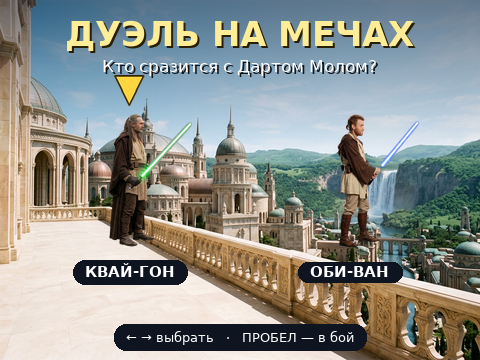 ДУЭЛЬ НА МЕЧАХ
Кто сразится с Дартом Молом?
КВАЙ-ГОН
ОБИ-ВАН
←→ выбрать · ПРОБЕЛ — в бой